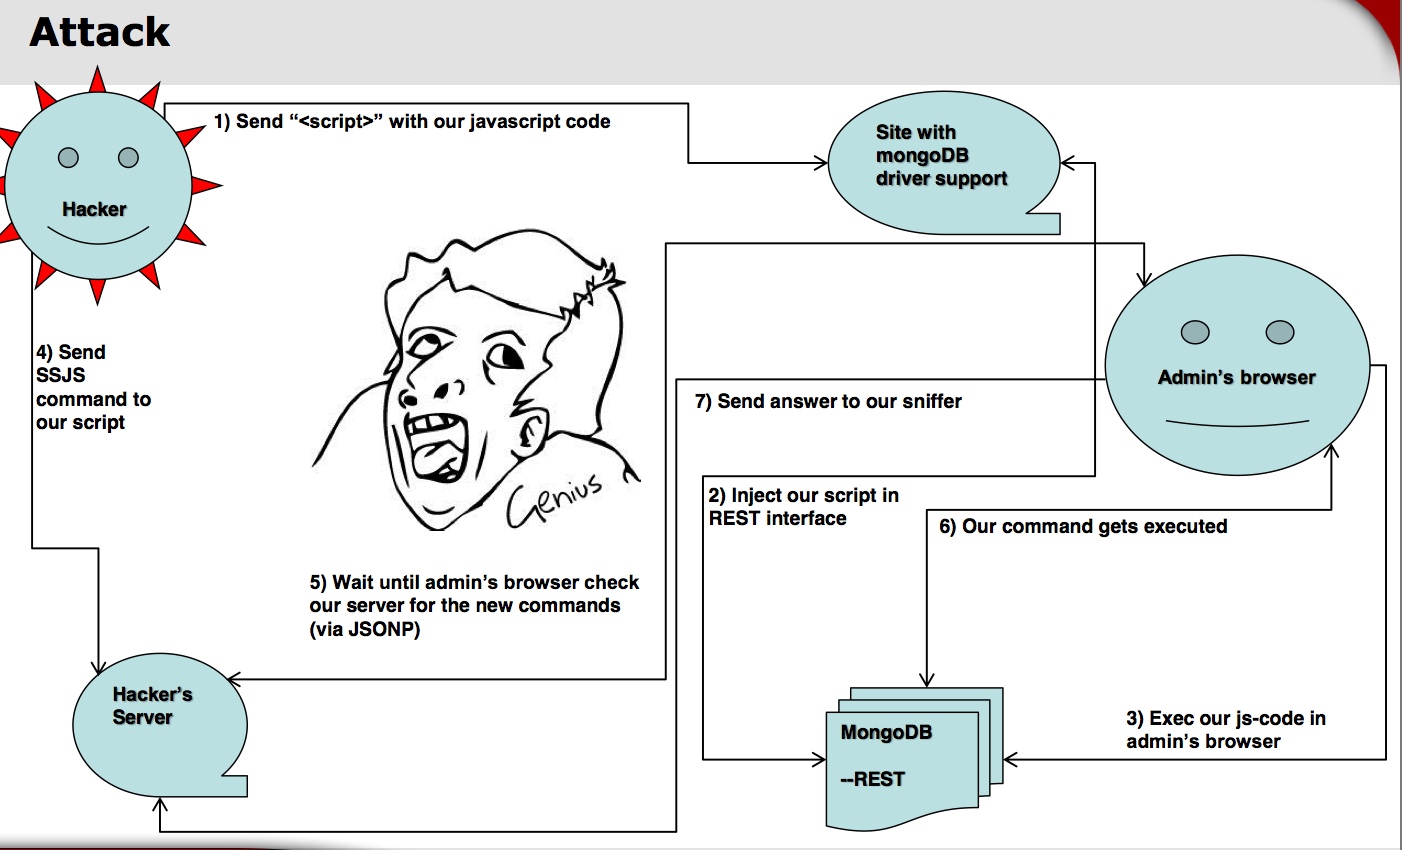 Attack
1) Send “<script>” with our javascript code
Site with
mongoDB
driver support
Hacker
4) Send
SSJS
command to
our script
Genius
Admin’s browser
7) Send answer to our sniffer
2) Inject our script in
REST interface
6) Our command gets executed
5) Wait until admin’s browser check
our server for the new commands
(via JSONP)
Hacker’s
Server
MongoDB
--REST
3) Exec our js-code in
admin’s browser